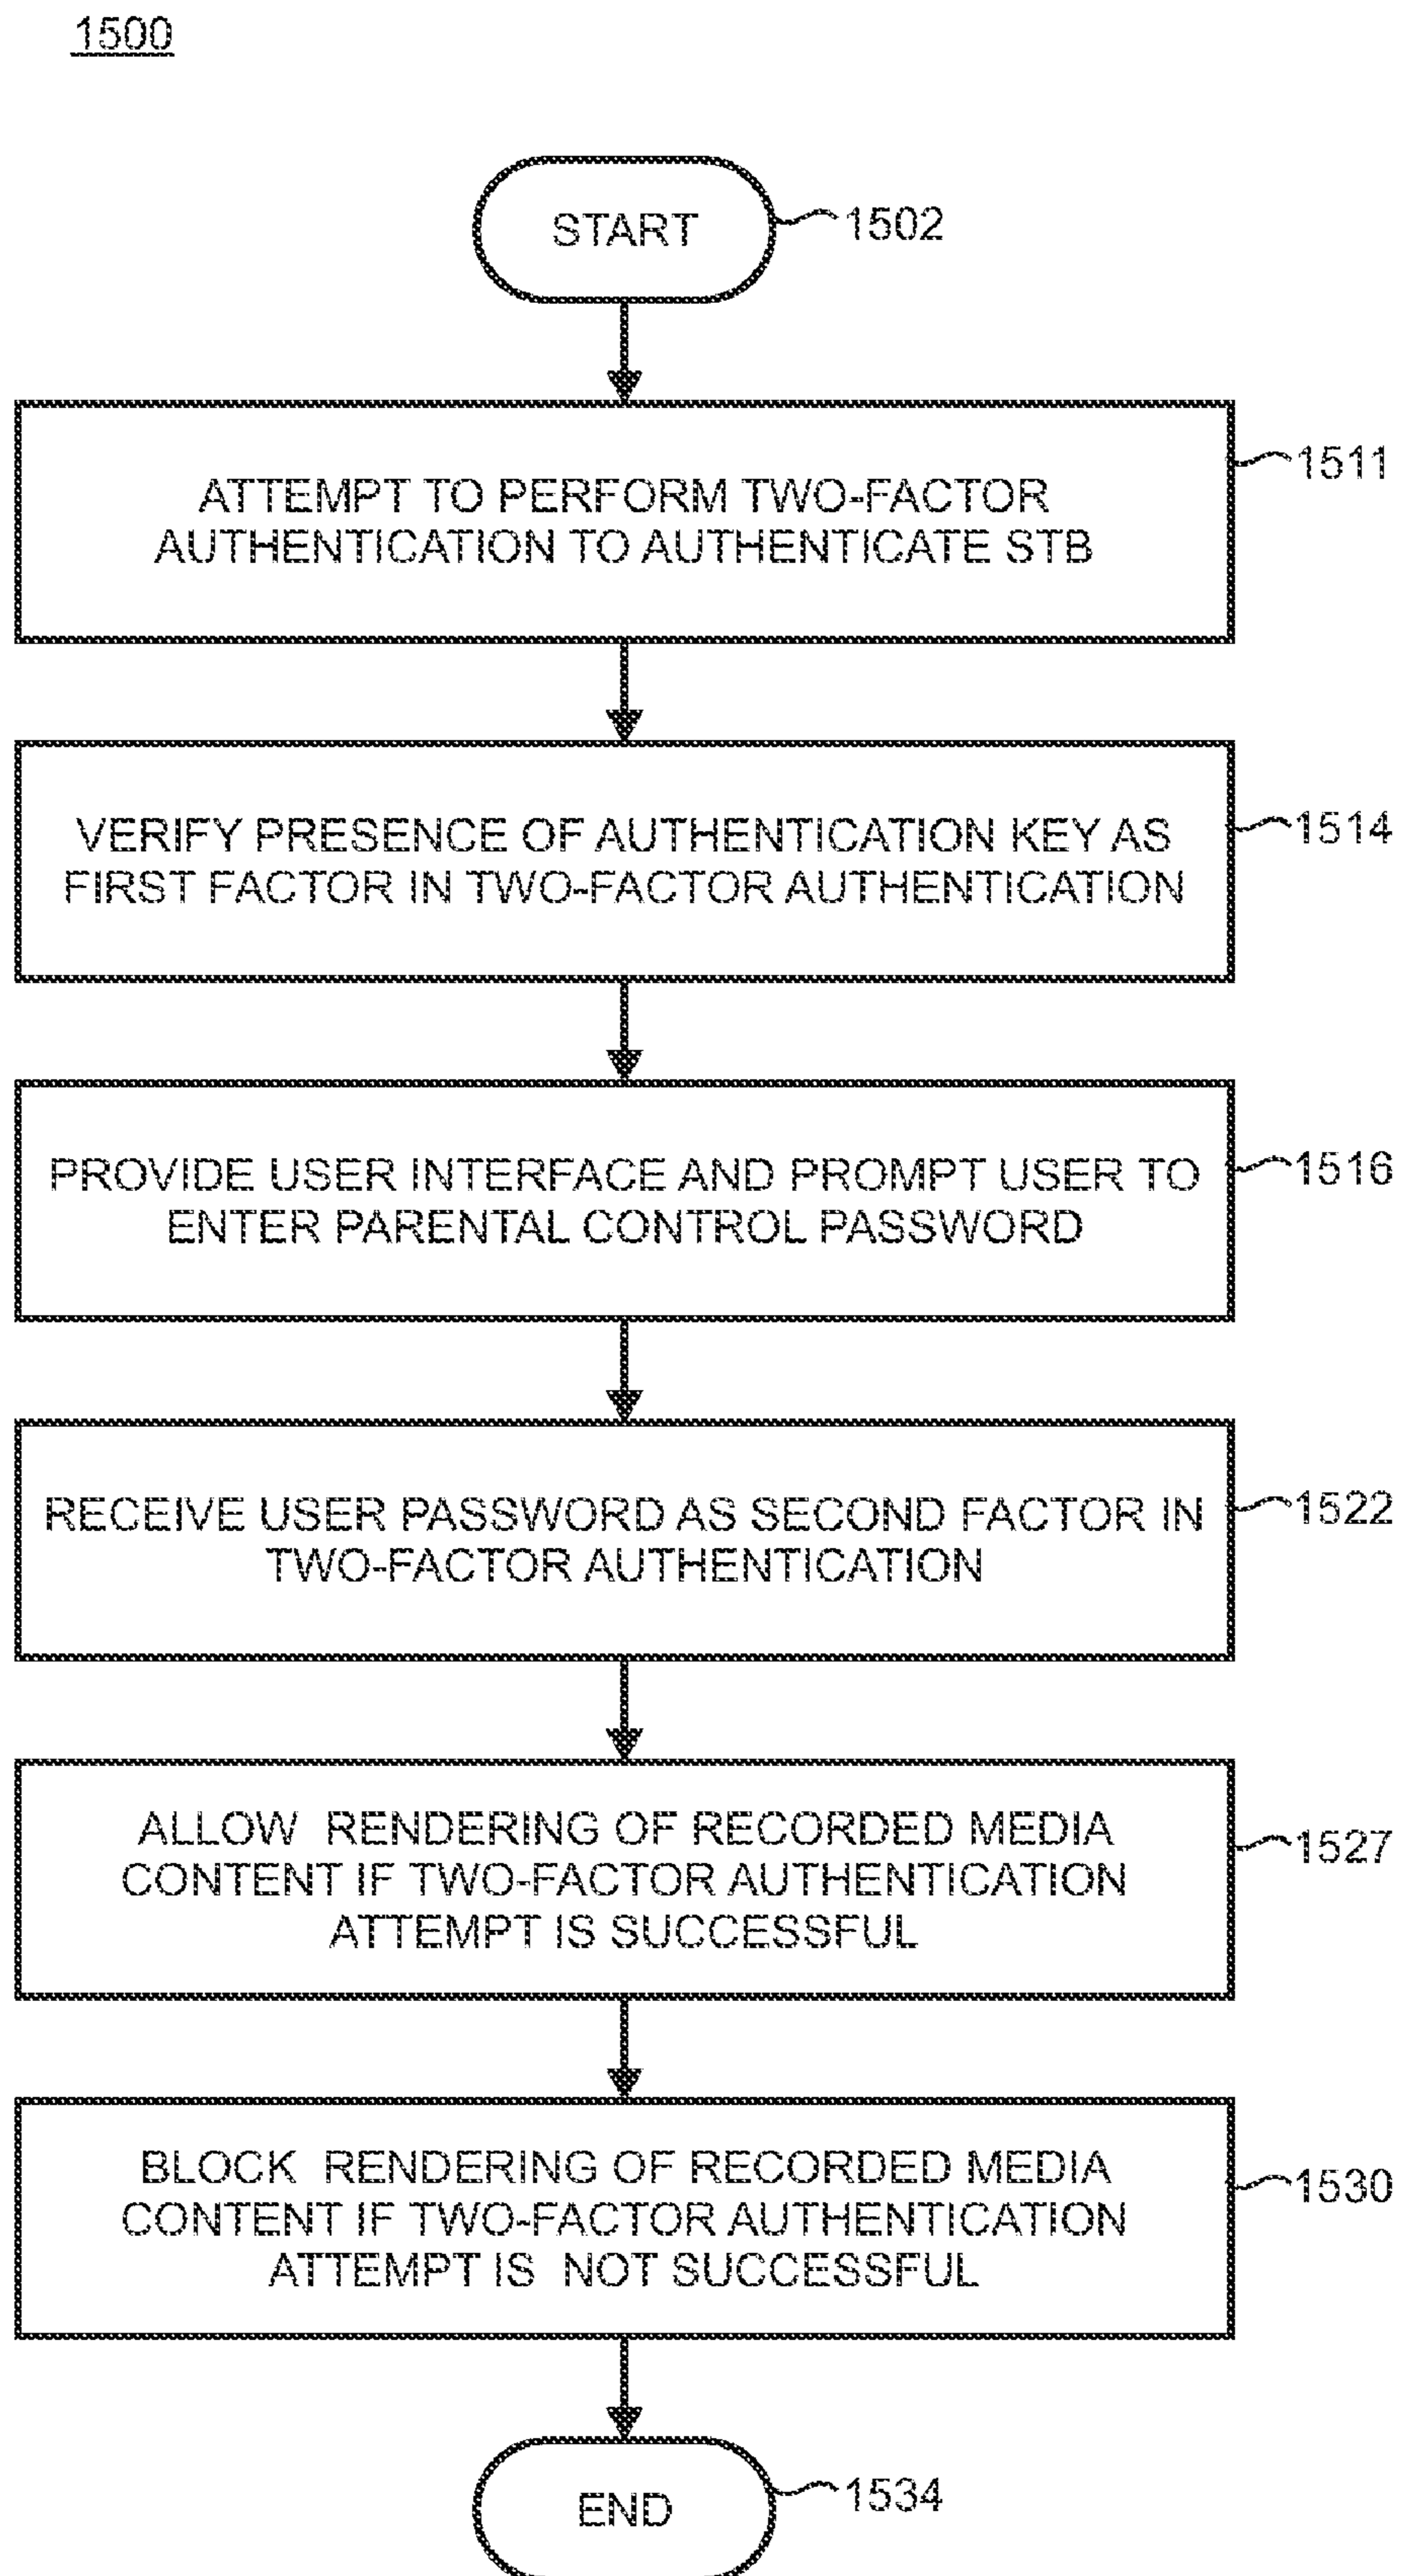 1500
START
1502
ATTEMPT TO PERFORM TWO-FACTOR
AUTHENTICATION TO AUTHENTICATE STB
1511
VERIFY PRESENCE OF AUTHENTICATION KEY AS
FIRST FACTOR IN TWO-FACTOR AUTHENTICATION
1514
PROVIDE USER INTERFACE AND PROMPT USER TO
ENTER PARENTAL CONTROL PASSWORD
1516
RECEIVE USER PASSWORD AS SECOND FACTOR IN
TWO-FACTOR AUTHENTICATION
1522
ALLOW RENDERING OF RECORDED MEDIA
CONTENT IF TWO-FACTOR AUTHENTICATION
ATTEMPT IS SUCCESSFUL
1527
BLOCK RENDERING OF RECORDED MEDIA
CONTENT IF TWO-FACTOR AUTHENTICATION
ATTEMPT IS NOT SUCCESSFUL
1530
END
1534